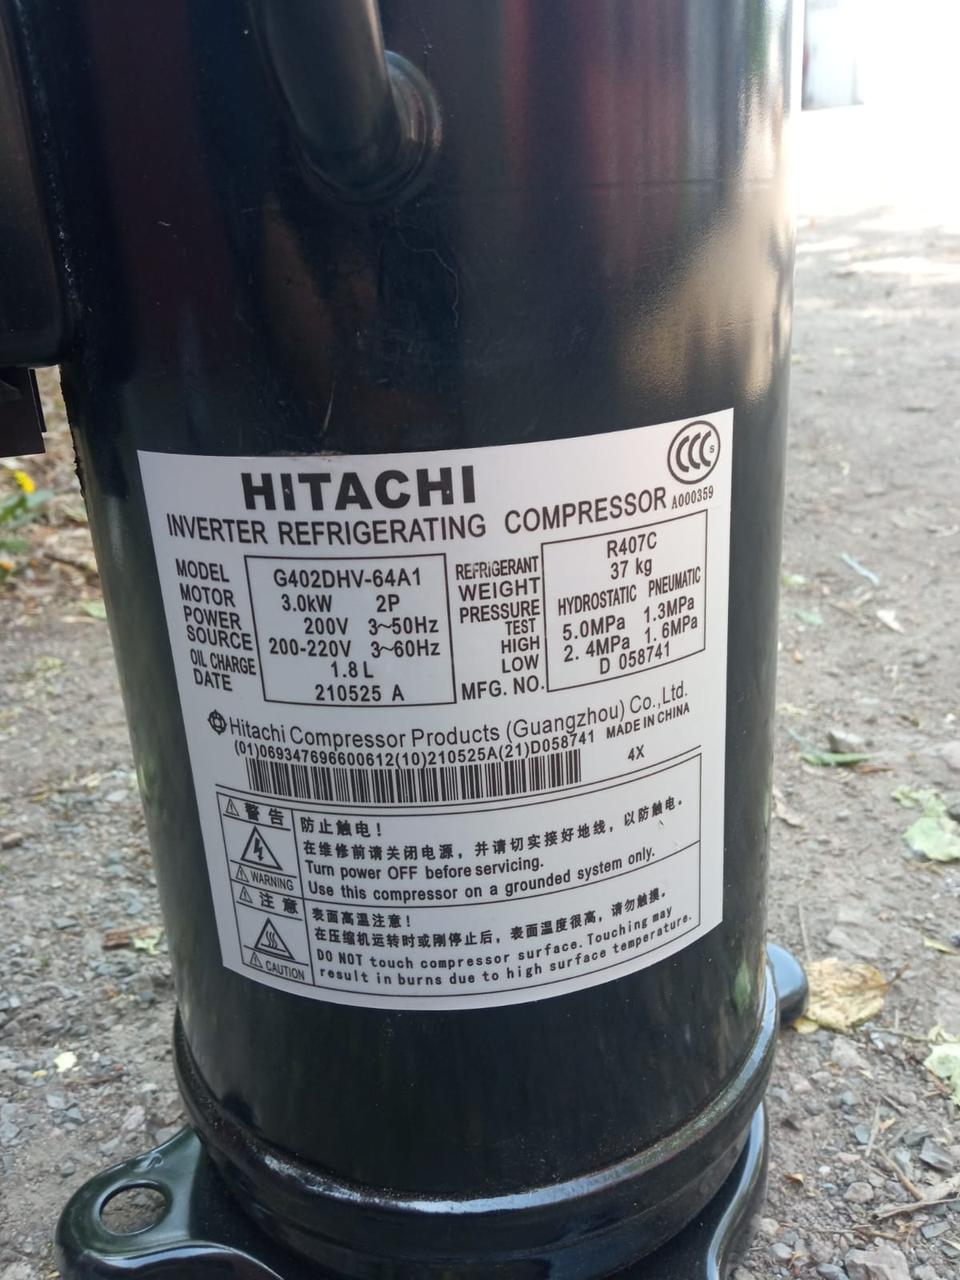 HITACHI
CCC S
INVERTER REFRIGERATING COMPRESSOR A000359
MODEL G402DHV-64A1
MOTOR 3.0kW 2P
POWER SOURCE 200V 3~50Hz
200-220V 3~60Hz
OIL CHARGE 1.8 L
DATE 210525 A
REFRIGERANT R407C
WEIGHT 37 kg
PRESSURE TEST HYDROSTATIC PNEUMATIC
HIGH 5.0MPa 1.3MPa
LOW 2.4MPa 1.6MPa
MFG. NO. D 058741
Hitachi Compressor Products (Guangzhou) Co.,Ltd.
(01)069347696600612(10)210525A(21)D058741 MADE IN CHINA
4X
警告
WARNING
防止触电！
在维修前请关闭电源，并请切实接好地线，以防触电。
Turn power OFF before servicing.
Use this compressor on a grounded system only.
注意
CAUTION
表面高温注意！
在压缩机运转时或刚停止后，表面温度很高，请勿触摸。
DO NOT touch compressor surface. Touching may
result in burns due to high surface temperature.